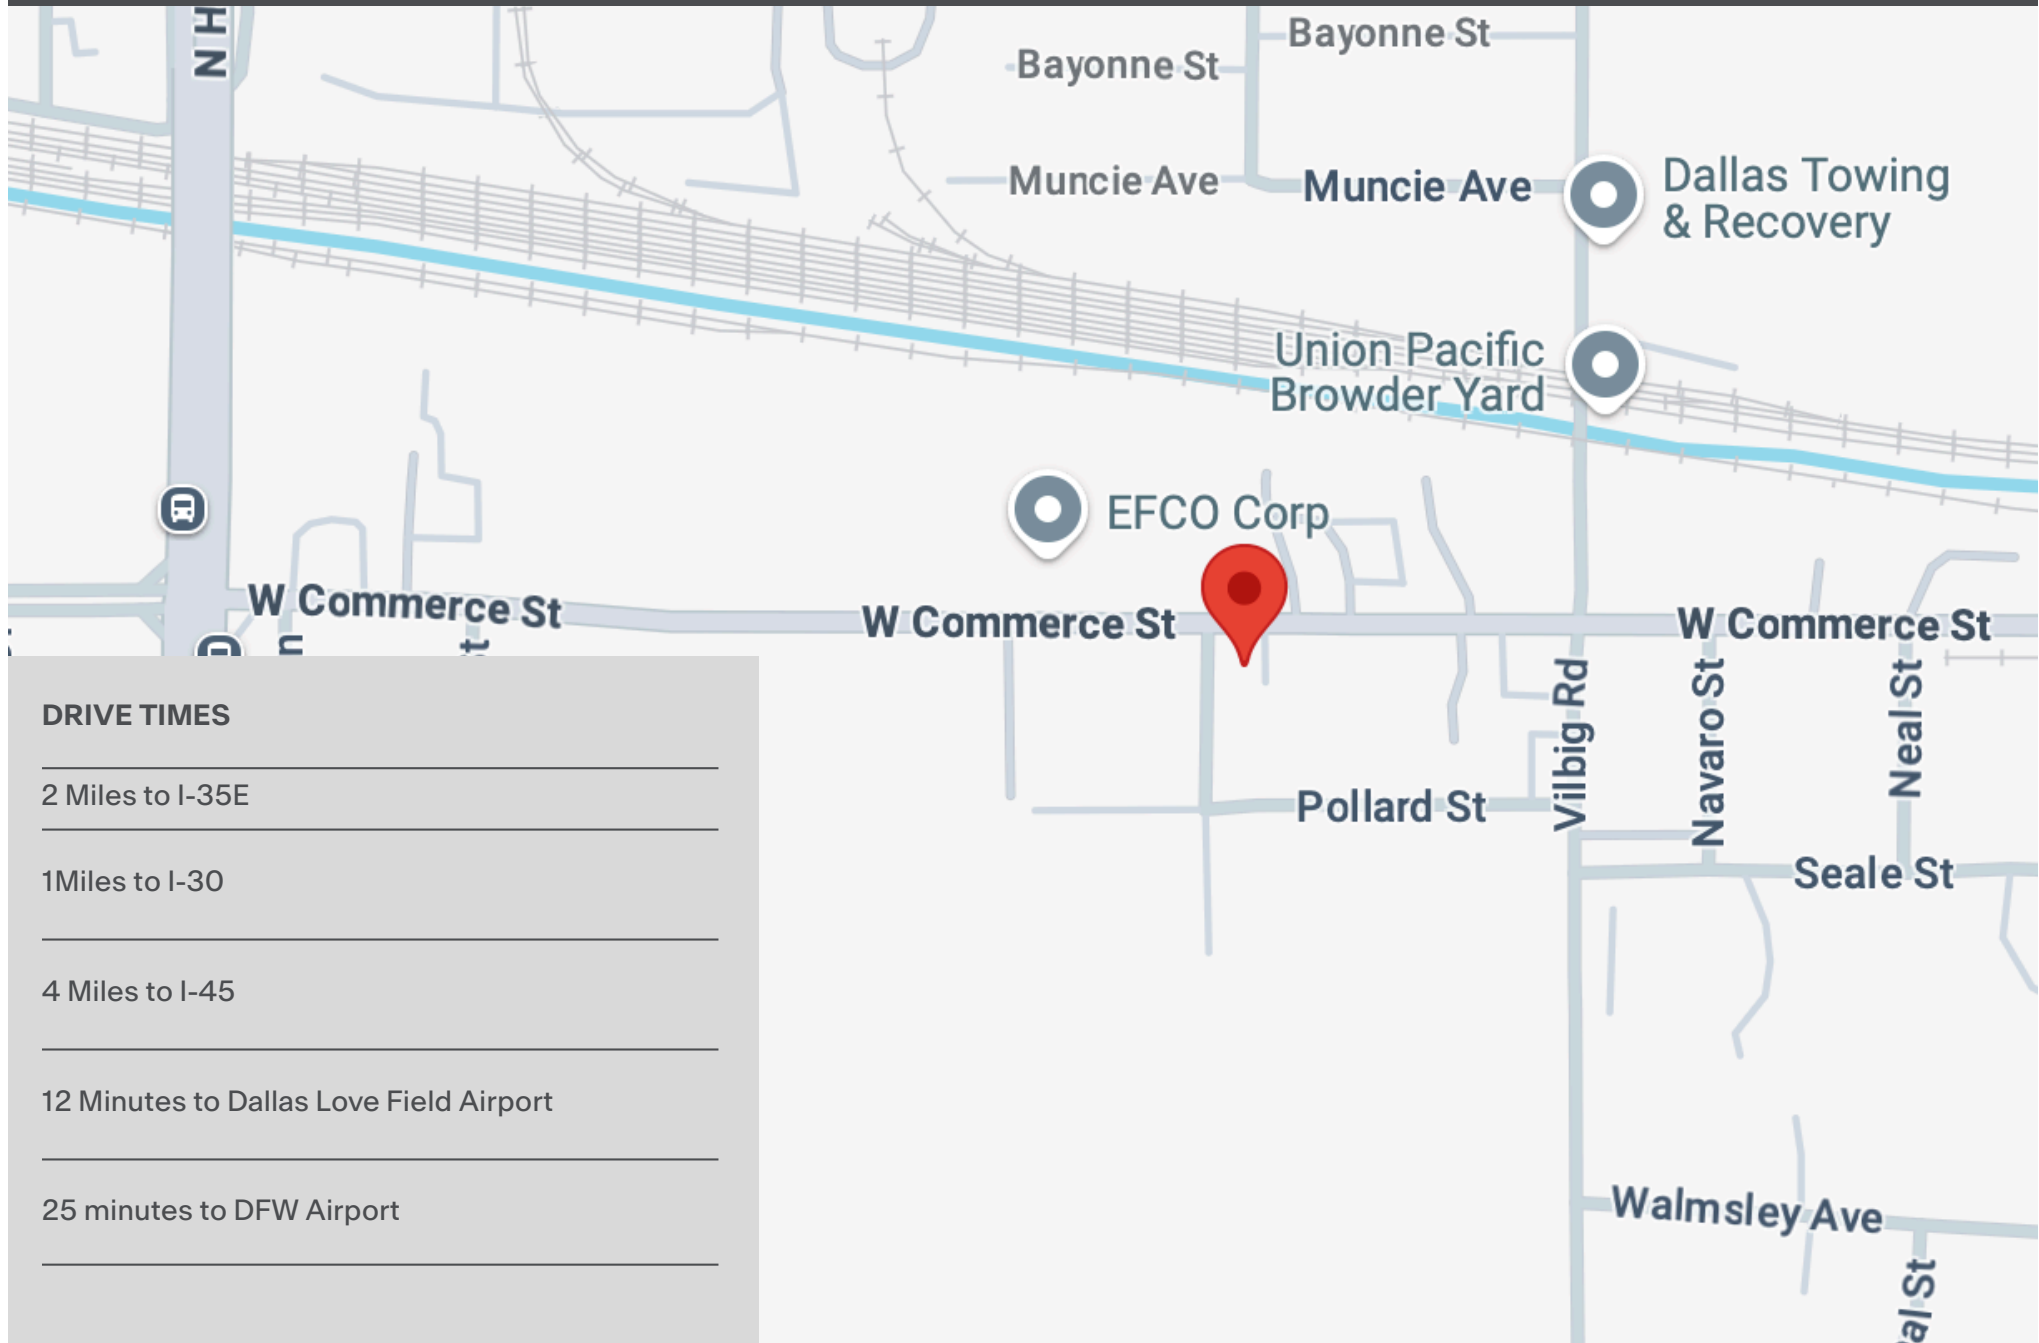 N H
Bayonne St
Bayonne St
Muncie Ave
Muncie Ave
Dallas Towing
& Recovery
Union Pacific
Browder Yard
EFCO Corp
W Commerce St
W Commerce St
W Commerce St
Vilbig Rd
Navaro St
Neal St
Pollard St
Seale St
Walmsley Ave
DRIVE TIMES
2 Miles to I-35E
1Miles to I-30
4 Miles to I-45
12 Minutes to Dallas Love Field Airport
25 minutes to DFW Airport